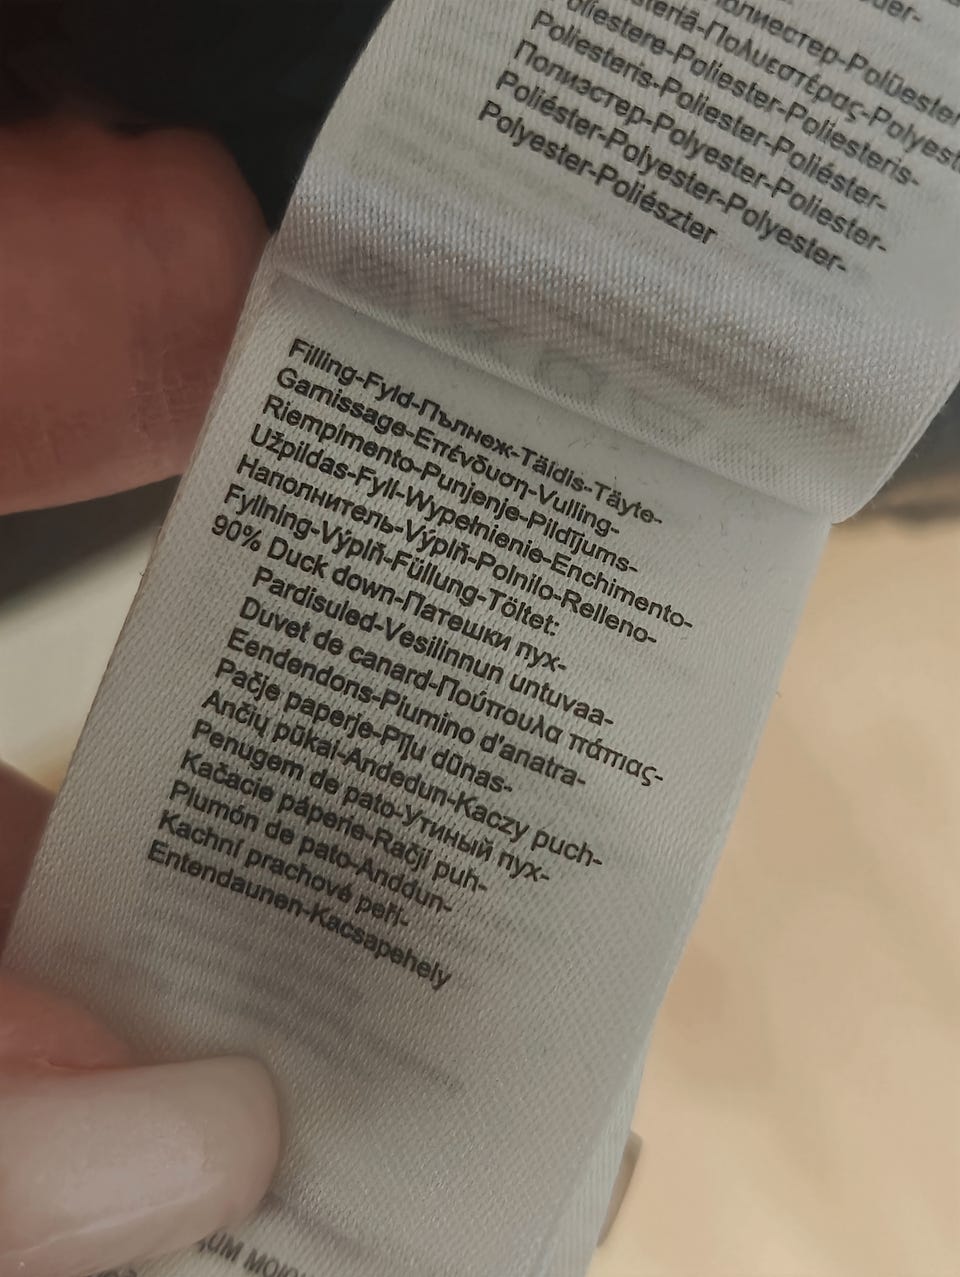 Poliestere-Poliester-Poliesteris-
Poliesteris-Poliester-Poliéster-
Полиэстер-Polyester-Poliester-
Poliéster-Polyester-Polyester-
Polyester-Poliészter
Filling-Fyld-Пълнеж-Täidis-Täyte-
Garnissage-Επένδυση-Vulling-
Riempimento-Punjenje-Pildījums-
Užpildas-Fyll-Wypełnienie-Enchimento-
Наполнитель-Výplň-Polnilo-Relleno-
Fyllning-Výplň-Füllung-Töltet:
90% Duck down-Патешки пух-
Pardisuled-Vesilinnun untuvaa-
Duvet de canard-Πούπουλα πάπιας-
Eendendons-Piumino d'anatra-
Pačje paperje-Pīļu dūnas-
Ančių pūkai-Andedun-Kaczy puch-
Penugem de pato-Утиный пух-
Kačacie páperie-Račji puh-
Plumón de pato-Anddun-
Kachní prachové peří-
Entendaunen-Kacsapehely